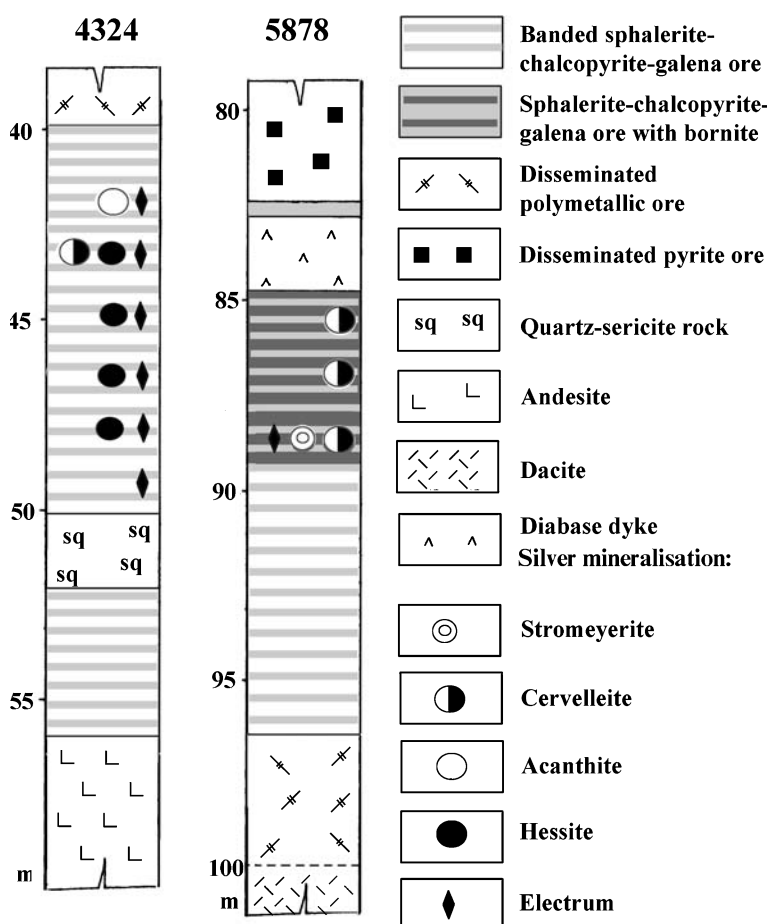 4324
40
45
50
sq
sq
sq
sq
55
m
5878
80
85
90
95
100
m
Banded sphalerite-
chalcopyrite-galena ore
Sphalerite-chalcopyrite-
galena ore with bornite
Disseminated
polymetallic ore
Disseminated pyrite ore
sq sq
Quartz-sericite rock
Andesite
Dacite
Diabase dyke
Silver mineralisation:
Stromeyerite
Cervelleite
Acanthite
Hessite
Electrum